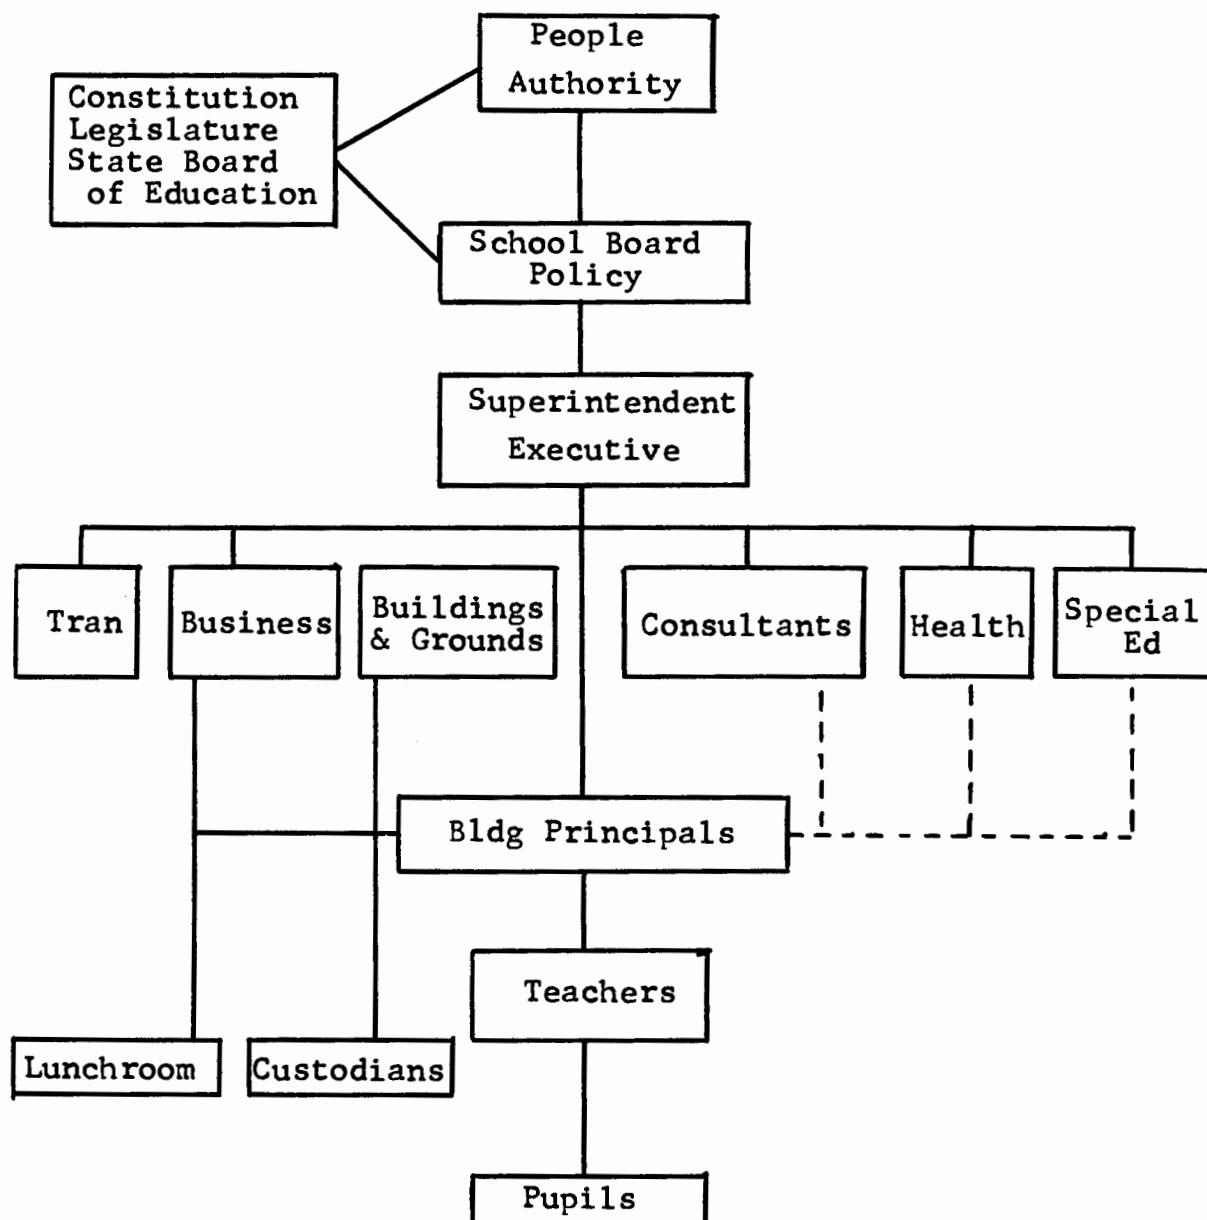 People
Authority
Constitution
Legislature
State Board
of Education
School Board
Policy
Superintendent
Executive
Tran
Business
Buildings
& Grounds
Consultants
Health
Special
Ed
Bldg Principals
Teachers
Lunchroom
Custodians
Pupils